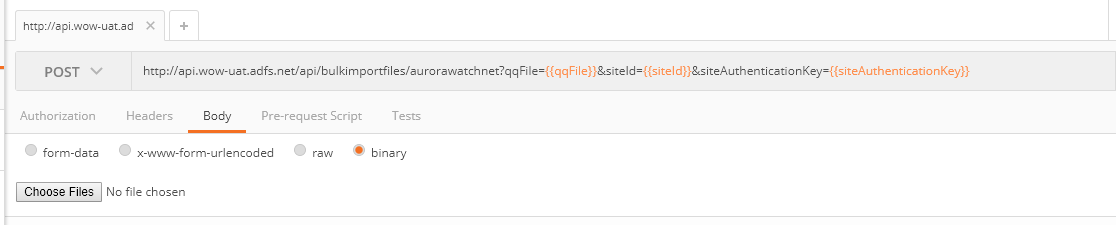 http://api.wow-uat.ad × +
POST http://api.wow-uat.adfs.net/api/bulkimportfiles/aurorawatchnet?qqFile={{qqFile}}&siteId={{siteId}}&siteAuthenticationKey={{siteAuthenticationKey}}
Authorization Headers Body Pre-request Script Tests
form-data x-www-form-urlencoded raw binary
Choose Files No file chosen